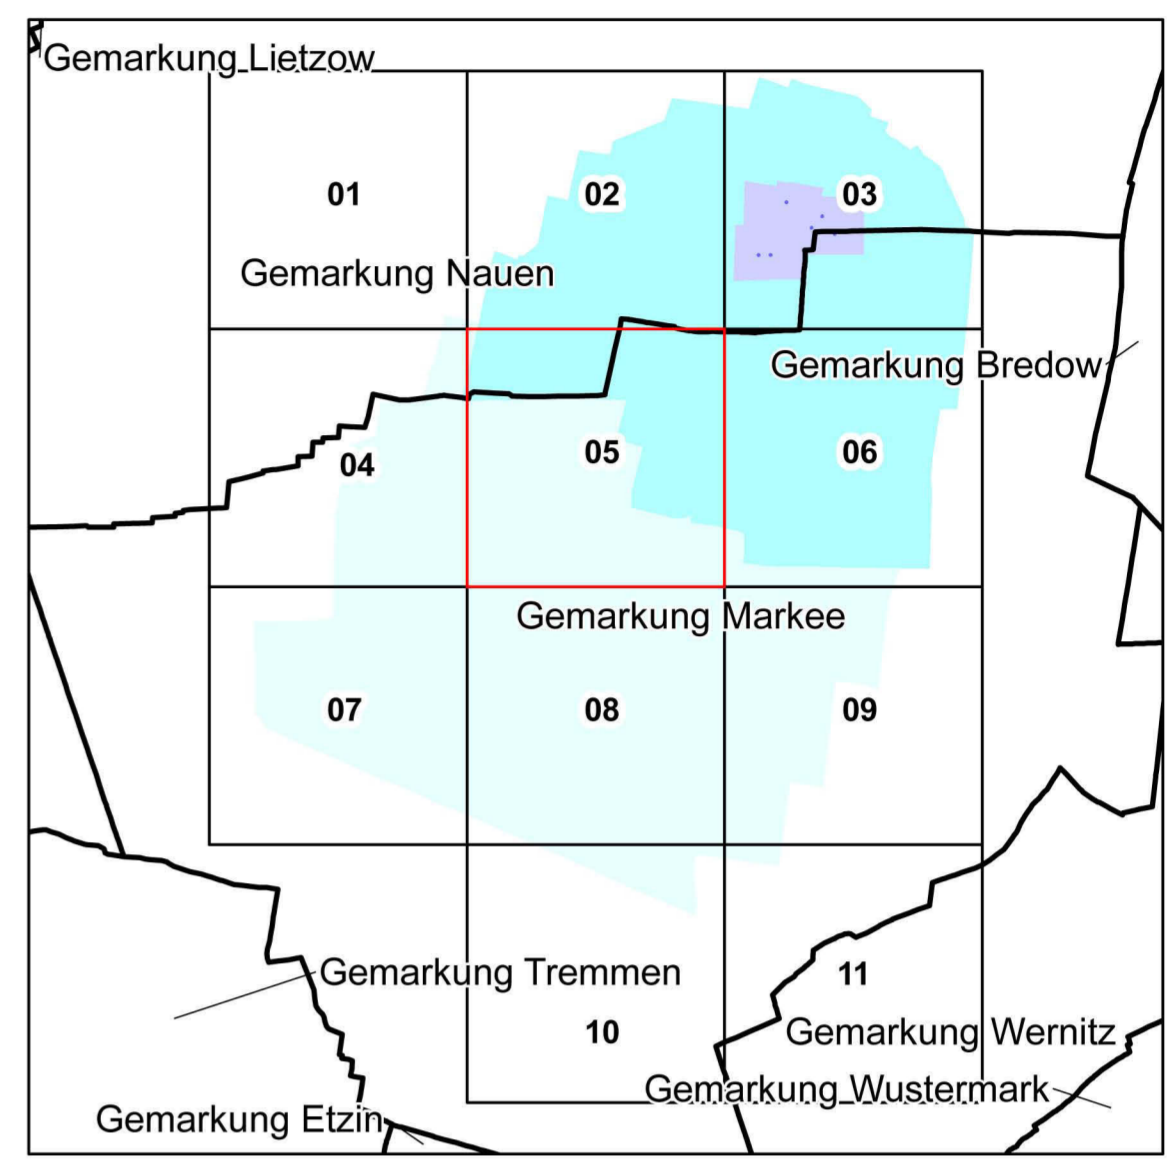 Gemarkung Lietzow
01
02
03
Gemarkung Nauen
Gemarkung Bredow
04
05
06
Gemarkung Markee
07
08
09
Gemarkung Tremmen
11
10
Gemarkung Wernitz
Gemarkung Wustermark
Gemarkung Etzin